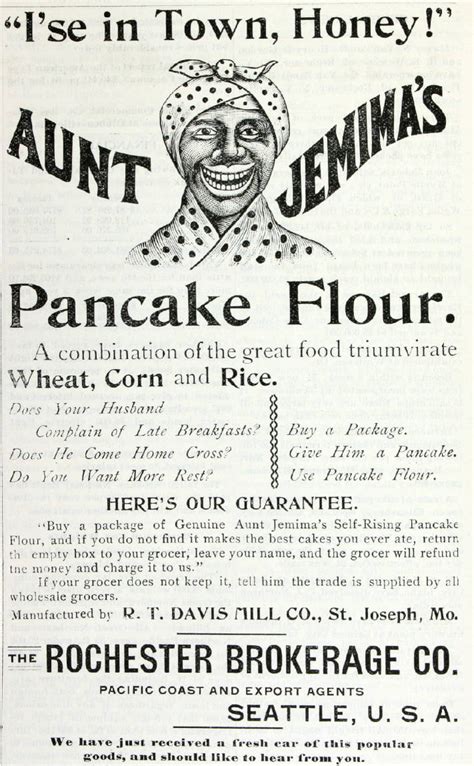 "I'se in Town, Honey!"
AUNT JEMIMA'S
Pancake Flour.
A combination of the great food triumvirate
Wheat, Corn and Rice.
Does Your Husband
Complain of Late Breakfasts?
Does He Come Home Cross?
Do You Want More Rest?
Buy a Package.
Give Him a Pancake.
Use Pancake Flour.
HERE'S OUR GUARANTEE.
"Buy a package of Genuine Aunt Jemima's Self-Rising Pancake
Flour, and if you do not find it makes the best cakes you ever ate, return
th empty box to your grocer, leave your name, and the grocer will refund
tne money and charge it to us."
If your grocer does not keep it, tell him the trade is supplied by all
wholesale grocers.
Manufactured by R. T. DAVIS MILL CO., St. Joseph, Mo.
THE ROCHESTER BROKERAGE CO.
PACIFIC COAST AND EXPORT AGENTS
SEATTLE, U. S. A.
We have just received a fresh car of this popular
goods, and should like to hear from you.